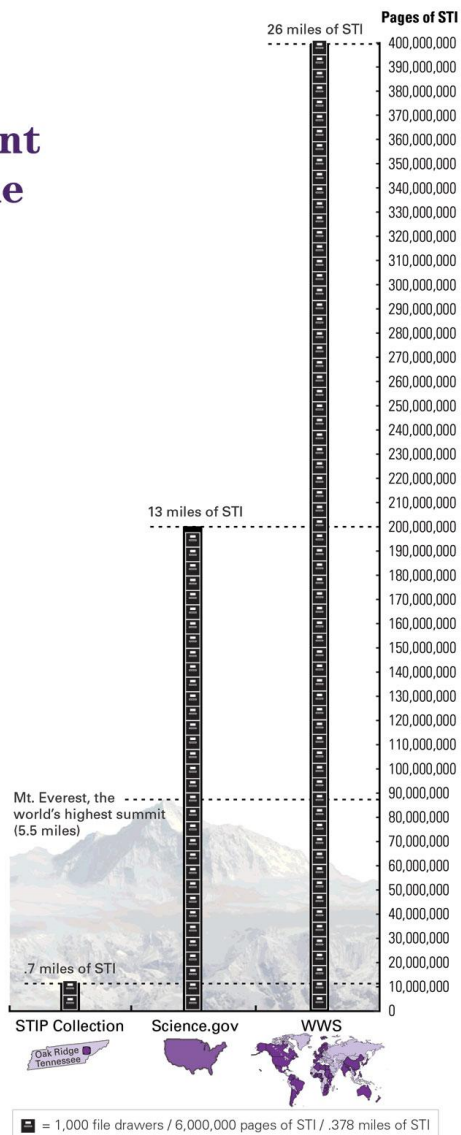 nt
e
26 miles of STI
Pages of STI
400,000,000
390,000,000
380,000,000
370,000,000
360,000,000
350,000,000
340,000,000
330,000,000
320,000,000
310,000,000
300,000,000
290,000,000
280,000,000
270,000,000
260,000,000
250,000,000
240,000,000
230,000,000
220,000,000
210,000,000
13 miles of STI
200,000,000
190,000,000
180,000,000
170,000,000
160,000,000
150,000,000
140,000,000
130,000,000
120,000,000
110,000,000
100,000,000
90,000,000
Mt. Everest, the
world's highest summit
(5.5 miles)
80,000,000
70,000,000
60,000,000
50,000,000
40,000,000
30,000,000
20,000,000
.7 miles of STI
10,000,000
0
STIP Collection
Science.gov
WWS
Oak Ridge
Tennessee
= 1,000 file drawers / 6,000,000 pages of STI / .378 miles of STI